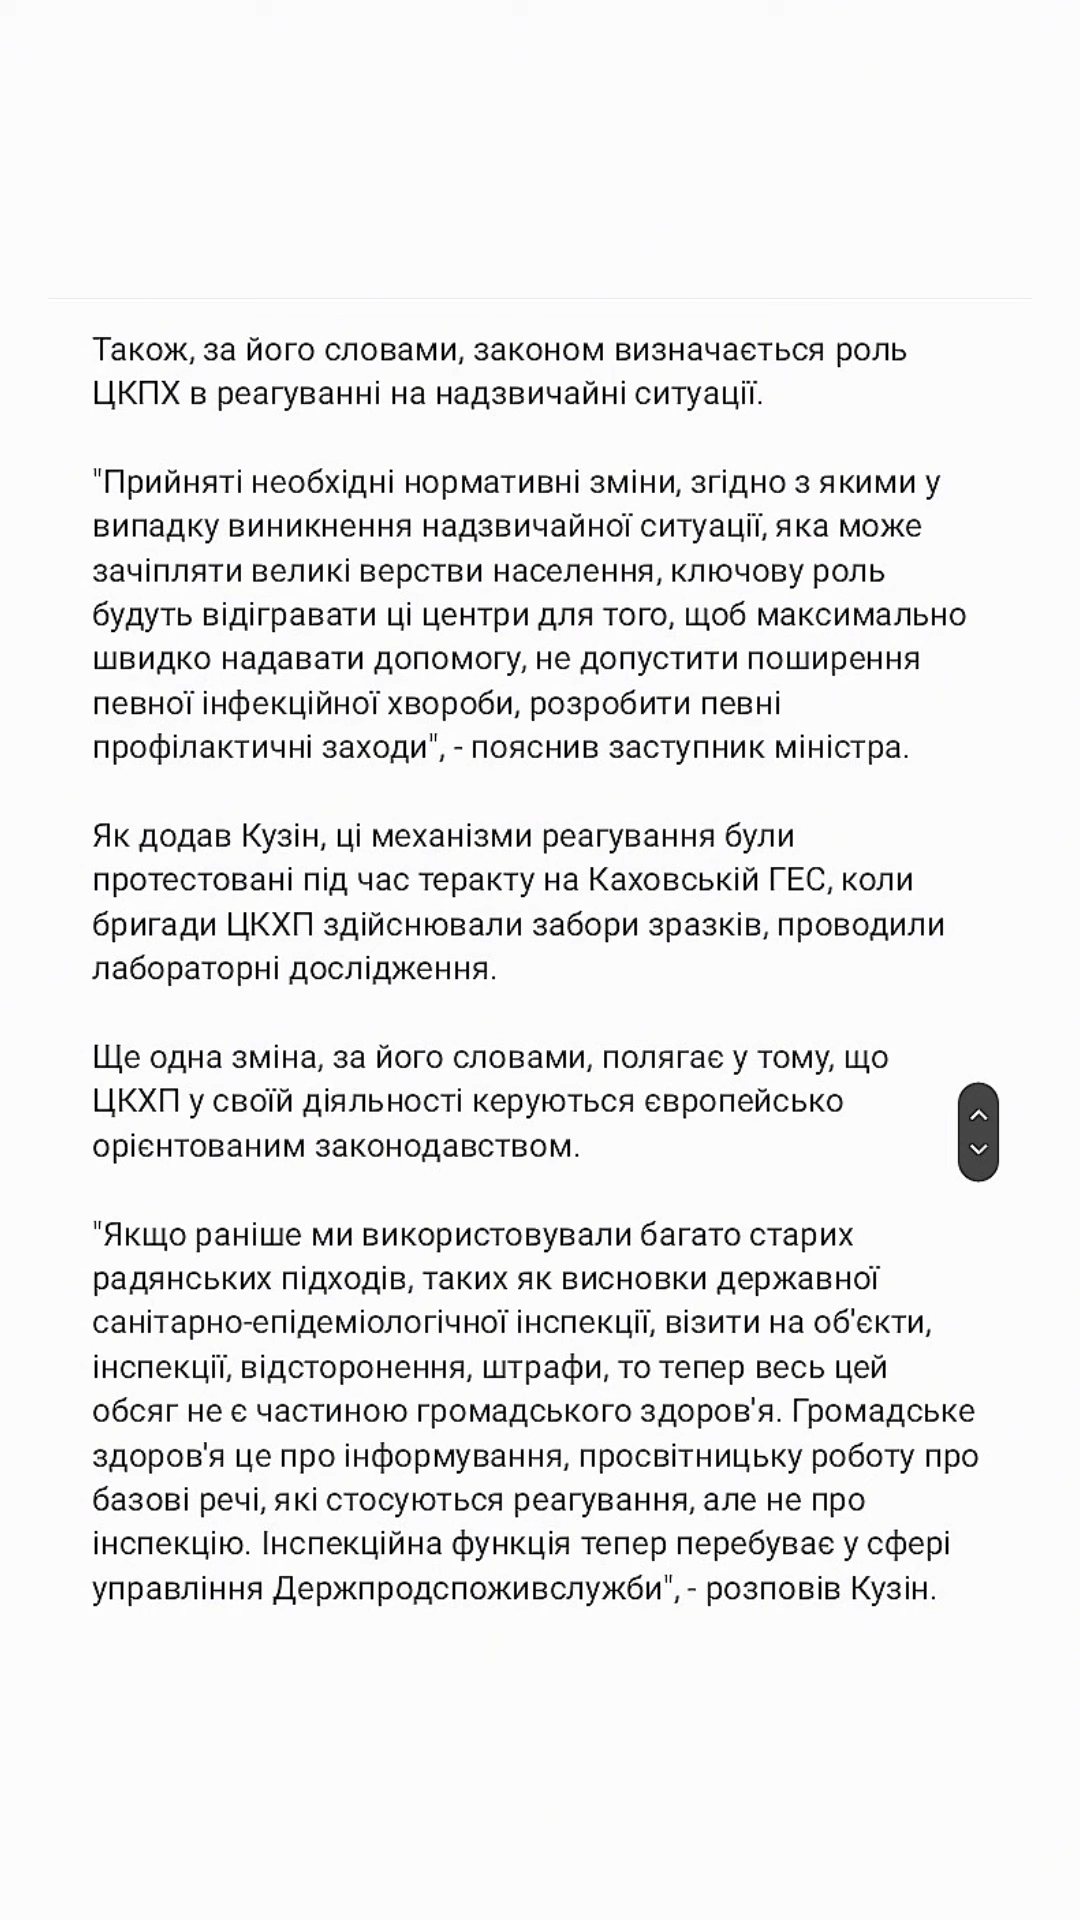 Також, за його словами, законом визначається роль
ЦКПХ в реагуванні на надзвичайні ситуації.
"Прийняті необхідні нормативні зміни, згідно з якими у
випадку виникнення надзвичайної ситуації, яка може
зачіпляти великі верстви населення, ключову роль
будуть відігравати ці центри для того, щоб максимально
швидко надавати допомогу, не допустити поширення
певної інфекційної хвороби, розробити певні
профілактичні заходи", - пояснив заступник міністра.
Як додав Кузін, ці механізми реагування були
протестовані під час теракту на Каховській ГЕС, коли
бригади ЦКХП здійснювали забори зразків, проводили
лабораторні дослідження.
Ще одна зміна, за його словами, полягає у тому, що
ЦКХП у своїй діяльності керуються європейсько
орієнтованим законодавством.
"Якщо раніше ми використовували багато старих
радянських підходів, таких як висновки державної
санітарно-епідеміологічної інспекції, візити на об'єкти,
інспекції, відсторонення, штрафи, то тепер весь цей
обсяг не є частиною громадського здоров'я. Громадське
здоров'я це про інформування, просвітницьку роботу про
базові речі, які стосуються реагування, але не про
інспекцію. Інспекційна функція тепер перебуває у сфері
управління Держпродспоживслужби", - розповів Кузін.